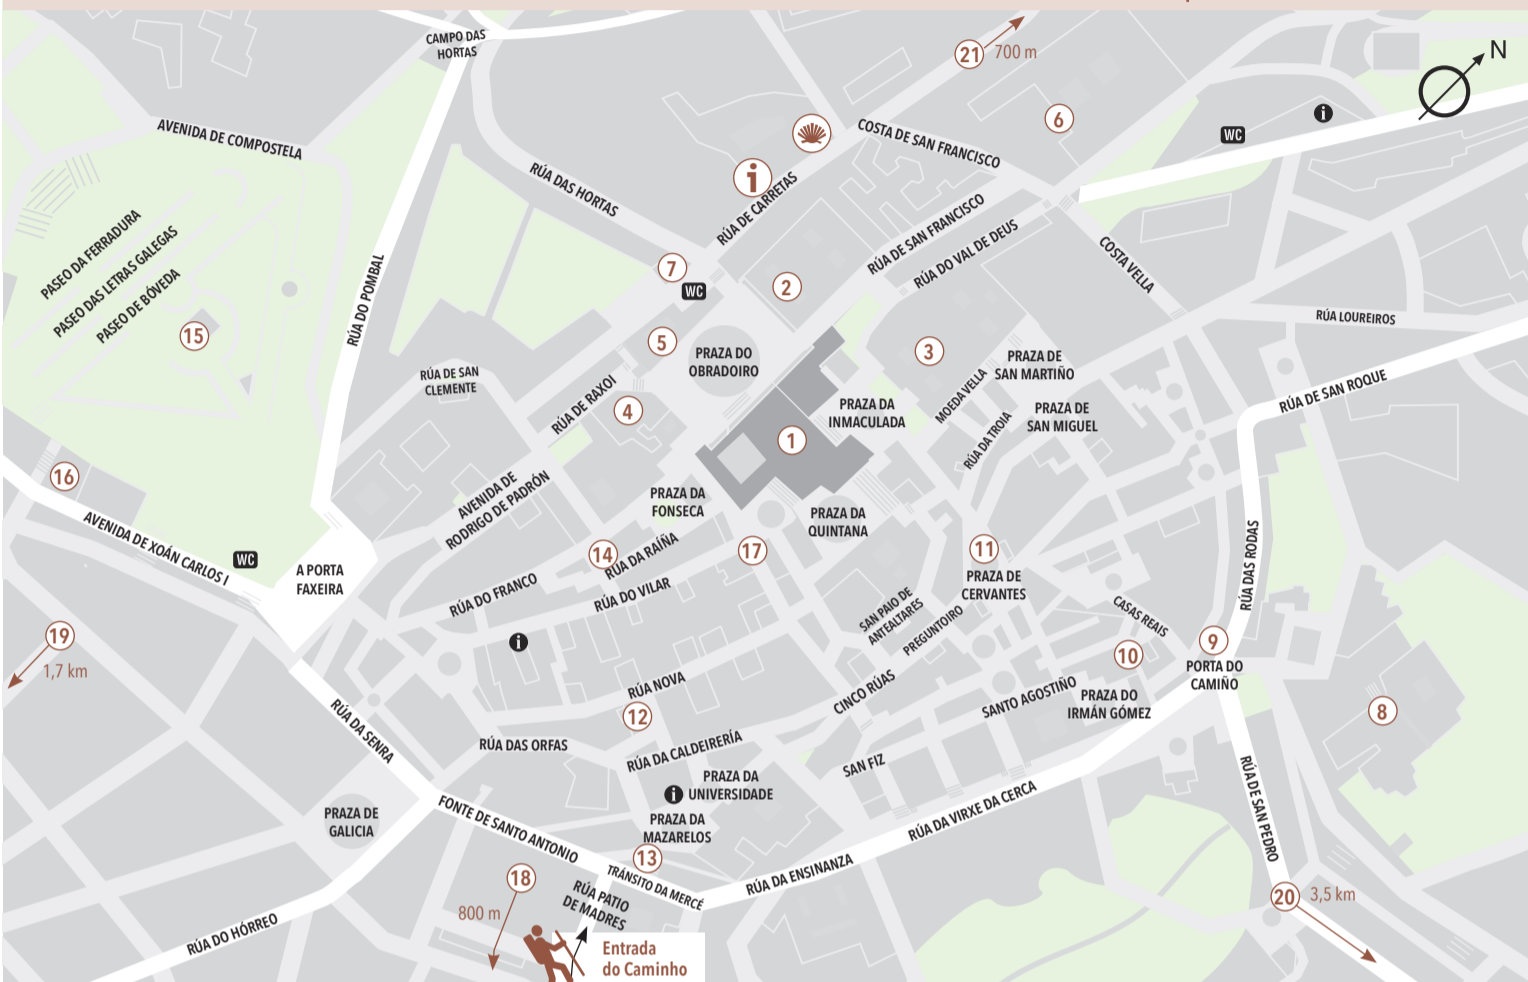 CAMPO DAS
HORTAS
21
700 m
N
6
WC
i
AVENIDA DE COMPOSTELA
COSTA DE SAN FRANCISCO
i
RÚA DAS HORTAS
RÚA DE CARRETAS
PASEO DA FERRADURA
PASEO DAS LETRAS GALEGAS
PASEO DE BÓVEDA
15
RÚA DO POMBAL
7
WC
2
RÚA DE SAN FRANCISCO
RÚA DO VAL DE DEUS
COSTA VELLA
RÚA LOUREIROS
5
PRAZA DO
OBRADOIRO
3
PRAZA DE
SAN MARTIÑO
RÚA DE SAN
CLEMENTE
RÚA DE RAXOI
4
MOEDA VELLA
RÚA DE SAN ROQUE
PRAZA DA
INMACULADA
PRAZA DE
SAN MIGUEL
RÚA DA TROIA
1
16
AVENIDA DE
RODRIGO DE PADRÓN
PRAZA DA
FONSECA
PRAZA DA
QUINTANA
AVENIDA DE XOÁN CARLOS I
WC
A PORTA
FAXEIRA
14
RÚA DA RAÍÑA
17
11
PRAZA DE
CERVANTES
RÚA DAS RODAS
RÚA DO FRANCO
RÚA DO VILAR
SAN PAIO DE
ANTEALTARES
PREGUNTOIRO
CASAS REAIS
19
1,7 km
i
10
9
PORTA DO
CAMIÑO
RÚA NOVA
CINCO RÚAS
SANTO AGOSTIÑO
PRAZA DO
IRMÁN GÓMEZ
12
8
RÚA DA SENRA
RÚA DAS ORFAS
RÚA DA CALDEIRERÍA
SAN FIZ
i
PRAZA DA
UNIVERSIDADE
RÚA DE SAN PEDRO
PRAZA DE
GALICIA
FONTE DE SANTO ANTONIO
PRAZA DA
MAZARELOS
RÚA DA VIRXE DA CERCA
13
18
TRÁNSITO DA MERCÉ
RÚA DA ENSINANZA
800 m
RÚA PATIO
DE MADRES
20
3,5 km
RÚA DO HÓRREO
Entrada
do Caminho